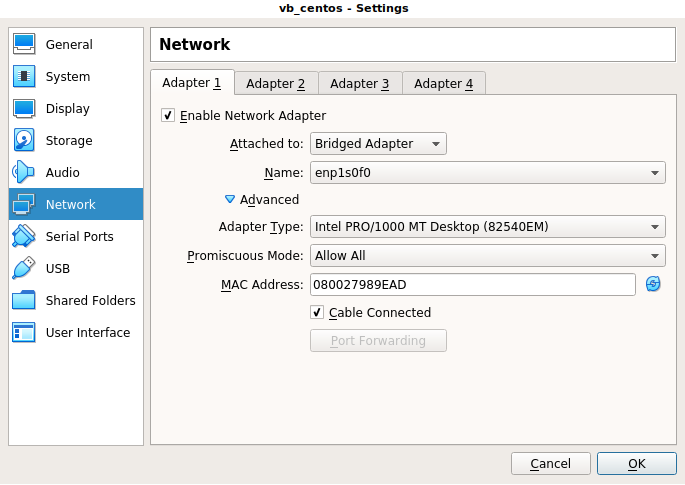 vb_centos - Settings
General
System
Display
Storage
Audio
Network
Serial Ports
USB
Shared Folders
User Interface
Network
Adapter 1 Adapter 2 Adapter 3 Adapter 4
Enable Network Adapter
Attached to: Bridged Adapter
Name: enp1s0f0
Advanced
Adapter Type: Intel PRO/1000 MT Desktop (82540EM)
Promiscuous Mode: Allow All
MAC Address: 080027989EAD
Cable Connected
Port Forwarding
Cancel OK